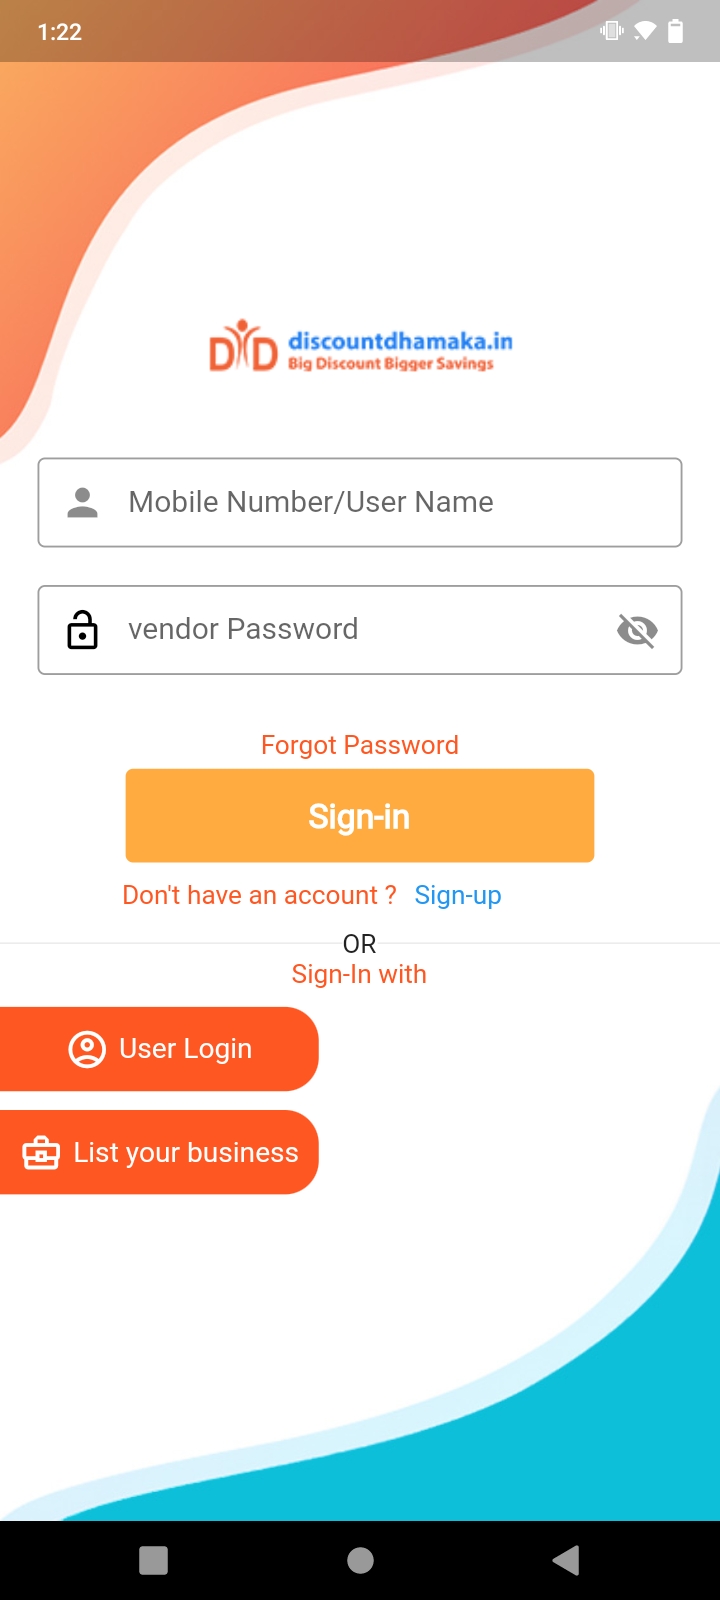 1:22
DD discountdhamaka.in
Big Discount Bigger Savings
Mobile Number/User Name
vendor Password
Forgot Password
Sign-in
Don't have an account ? Sign-up
OR
Sign-In with
User Login
List your business